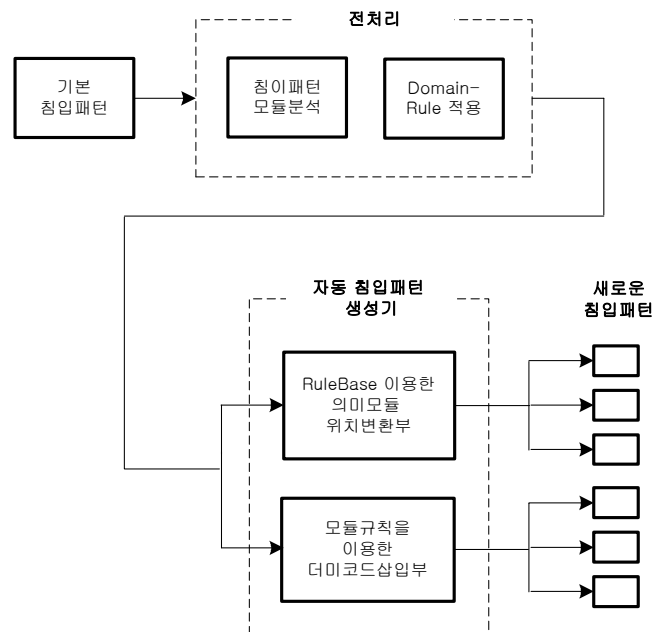 전처리
기본
침입패턴
침이패턴
모듈분석
Domain-
Rule 적용
자동 침입패턴
생성기
새로운
침입패턴
RuleBase 이용한
의미모듈
위치변환부
모듈규칙을
이용한
더미코드삽입부